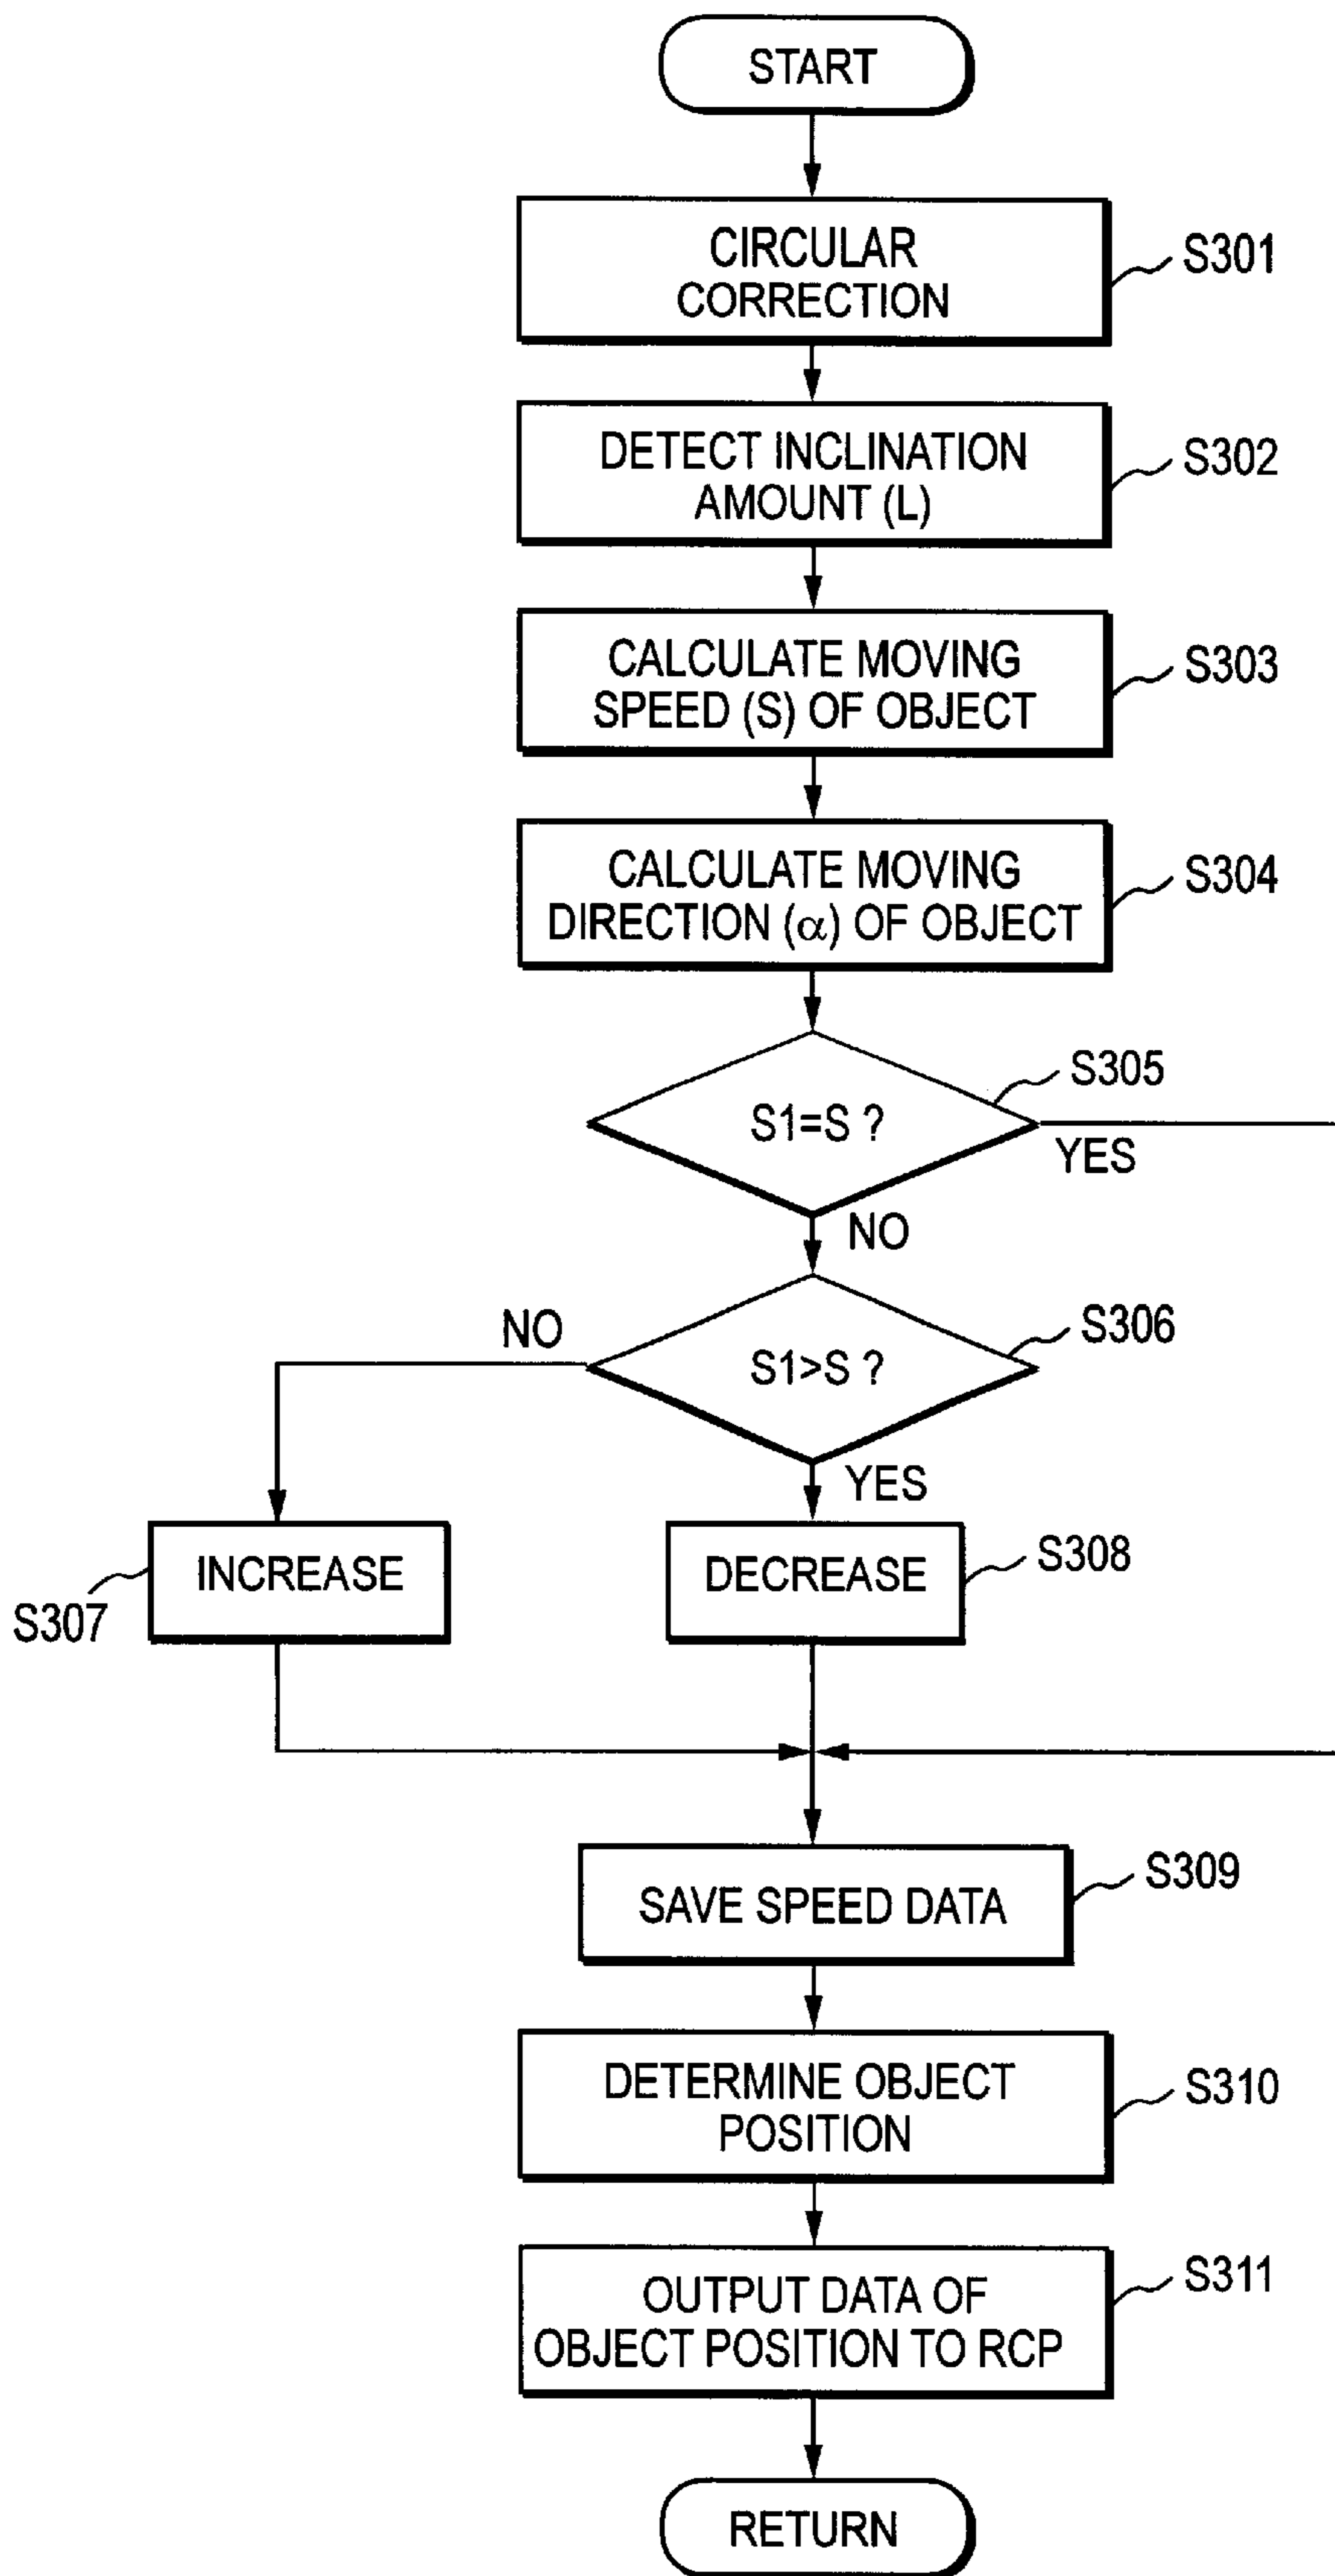 START
CIRCULAR
CORRECTION
S301
DETECT INCLINATION
AMOUNT (L)
S302
CALCULATE MOVING
SPEED (S) OF OBJECT
S303
CALCULATE MOVING
DIRECTION (α) OF OBJECT
S304
S1=S ?
S305
YES
NO
S1>S ?
S306
NO
YES
INCREASE
S307
DECREASE
S308
SAVE SPEED DATA
S309
DETERMINE OBJECT
POSITION
S310
OUTPUT DATA OF
OBJECT POSITION TO RCP
S311
RETURN